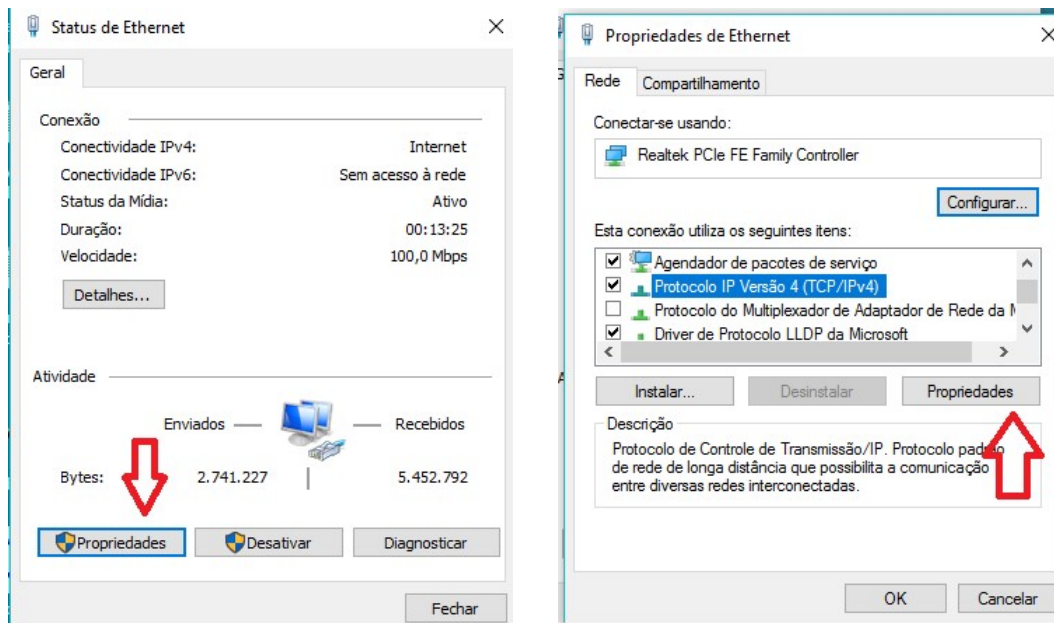 Status de Ethernet
Geral
Conexão
Conectividade IPv4: Internet
Conectividade IPv6: Sem acesso à rede
Status da Mídia: Ativo
Duração: 00:13:25
Velocidade: 100,0 Mbps
Detalhes...
Atividade
Enviados Recebidos
Bytes: 2.741.227 5.452.792
Propriedades Desativar Diagnosticar
Fechar
Propriedades de Ethernet
Rede Compartilhamento
Conectar-se usando:
Realtek PCIe FE Family Controller
Configurar...
Esta conexão utiliza os seguintes itens:
Agendador de pacotes de serviço
Protocolo IP Versão 4 (TCP/IPv4)
Protocolo do Multiplexador de Adaptador de Rede da
Driver de Protocolo LLDP da Microsoft
Instalar... Desinstalar Propriedades
Descrição
Protocolo de Controle de Transmissão/IP. Protocolo padrão
de rede de longa distância que possibilita a comunicação
entre diversas redes interconectadas.
OK Cancelar